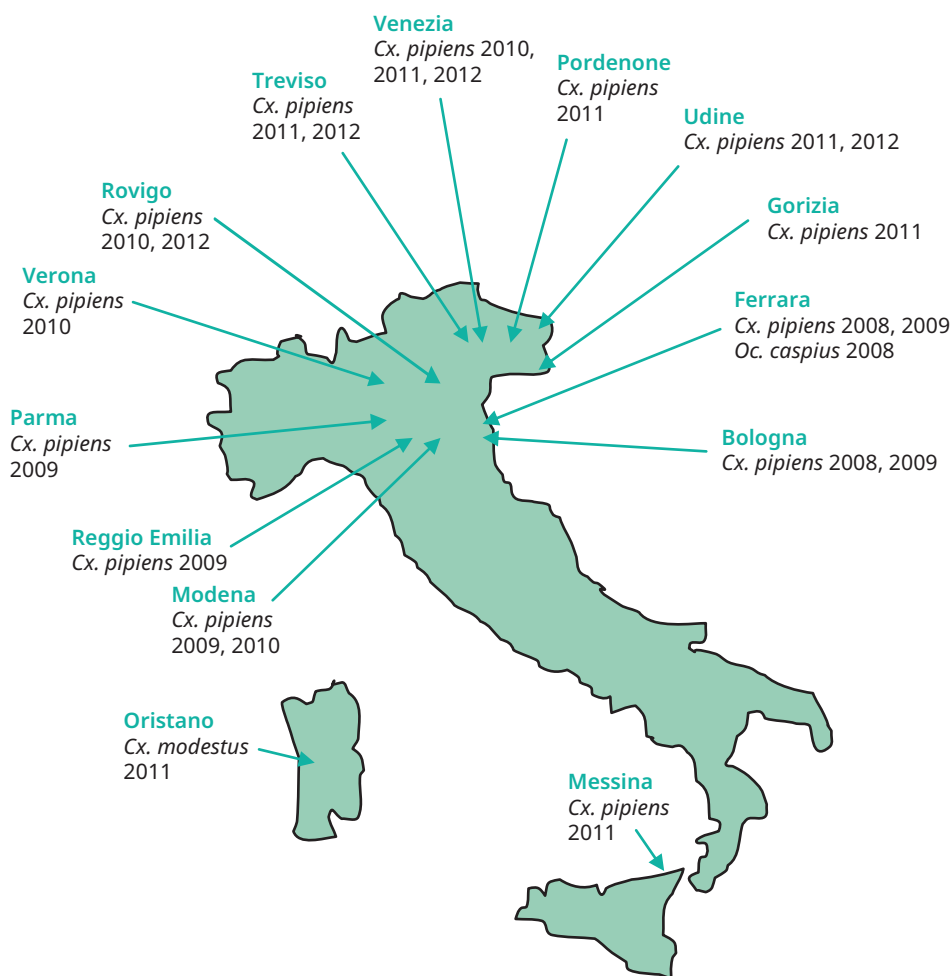 Venezia
Cx. pipiens 2010,
2011, 2012
Pordenone
Cx. pipiens
2011
Treviso
Cx. pipiens
2011, 2012
Udine
Cx. pipiens 2011, 2012
Rovigo
Cx. pipiens
2010, 2012
Gorizia
Cx. pipiens 2011
Verona
Cx. pipiens
2010
Ferrara
Cx. pipiens 2008, 2009
Oc. caspius 2008
Parma
Cx. pipiens
2009
Bologna
Cx. pipiens 2008, 2009
Reggio Emilia
Cx. pipiens 2009
Modena
Cx. pipiens
2009, 2010
Oristano
Cx. modestus
2011
Messina
Cx. pipiens
2011